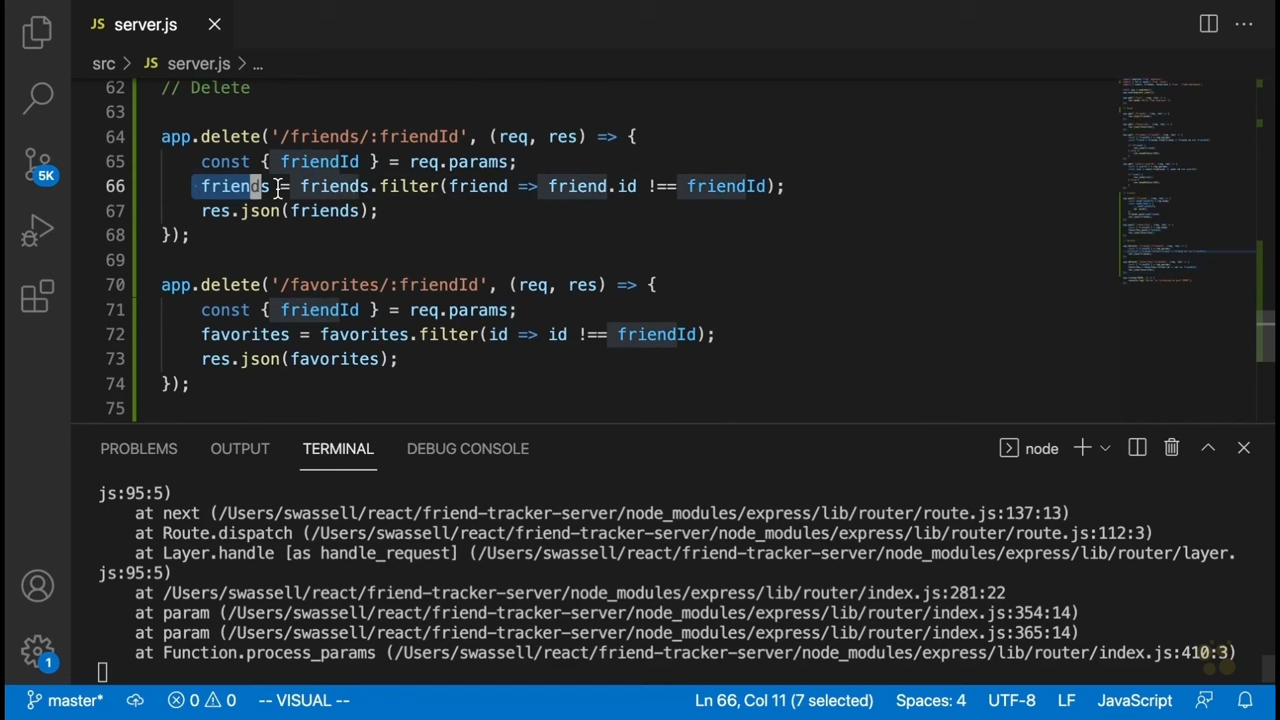 JS server.js
src > JS server.js > ...
62 // Delete
63
64 app.delete('/friends/:friendId', (req, res) => {
65 const { friendId } = req.params;
66 friends = friends.filter(friend => friend.id !== friendId);
67 res.json(friends);
68 });
69
70 app.delete('/favorites/:friendId', (req, res) => {
71 const { friendId } = req.params;
72 favorites = favorites.filter(id => id !== friendId);
73 res.json(favorites);
74 });
75
5K
PROBLEMS OUTPUT TERMINAL DEBUG CONSOLE node
js:95:5)
at next (/Users/swassell/react/friend-tracker-server/node_modules/express/lib/router/route.js:137:13)
at Route.dispatch (/Users/swassell/react/friend-tracker-server/node_modules/express/lib/router/route.js:112:3)
at Layer.handle [as handle_request] (/Users/swassell/react/friend-tracker-server/node_modules/express/lib/router/layer.
js:95:5)
at /Users/swassell/react/friend-tracker-server/node_modules/express/lib/router/index.js:281:22
at param (/Users/swassell/react/friend-tracker-server/node_modules/express/lib/router/index.js:354:14)
at param (/Users/swassell/react/friend-tracker-server/node_modules/express/lib/router/index.js:365:14)
at Function.process_params (/Users/swassell/react/friend-tracker-server/node_modules/express/lib/router/index.js:410:3)
1
master* 0 0 -- VISUAL -- Ln 66, Col 11 (7 selected) Spaces: 4 UTF-8 LF JavaScript